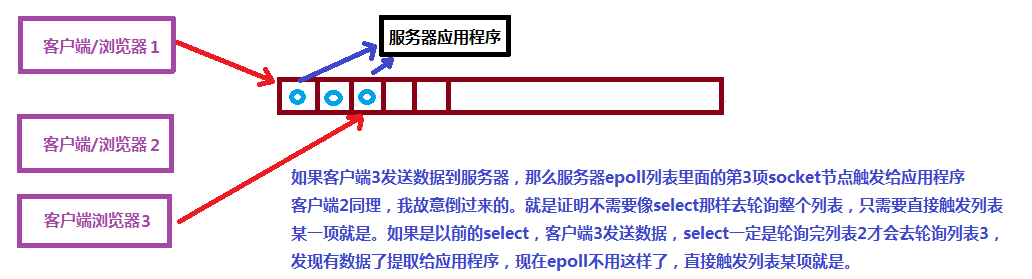 客户端/浏览器1
服务器应用程序
客户端/浏览器2
客户端浏览器3
如果客户端3发送数据到服务器，那么服务器epoll列表里面的第3项socket节点触发给应用程序
客户端2同理，我故意倒过来的。就是证明不需要像select那样去轮询整个列表，只需要直接触发列表
某一项就是。如果是以前的select，客户端3发送数据，select一定是轮询完列表2才会去轮询列表3，
发现有数据了提取给应用程序，现在epoll不用这样了，直接触发列表某项就是。